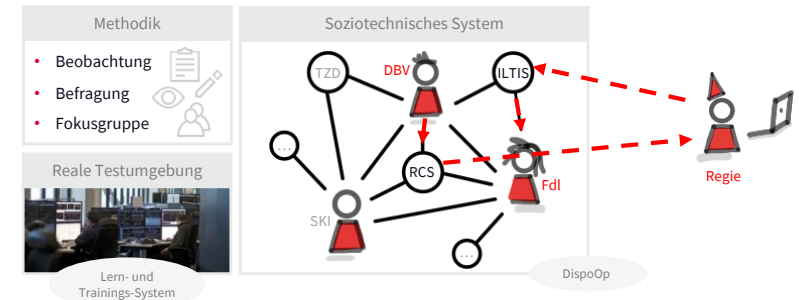 Methodik
• Beobachtung
• Befragung
• Fokusgruppe
Reale Testumgebung
Lern- und
Trainings-System
Soziotechnisches System
TZD
DBV
ILTIS
...
RCS
FdI
SKI
...
DispoOp
Regie